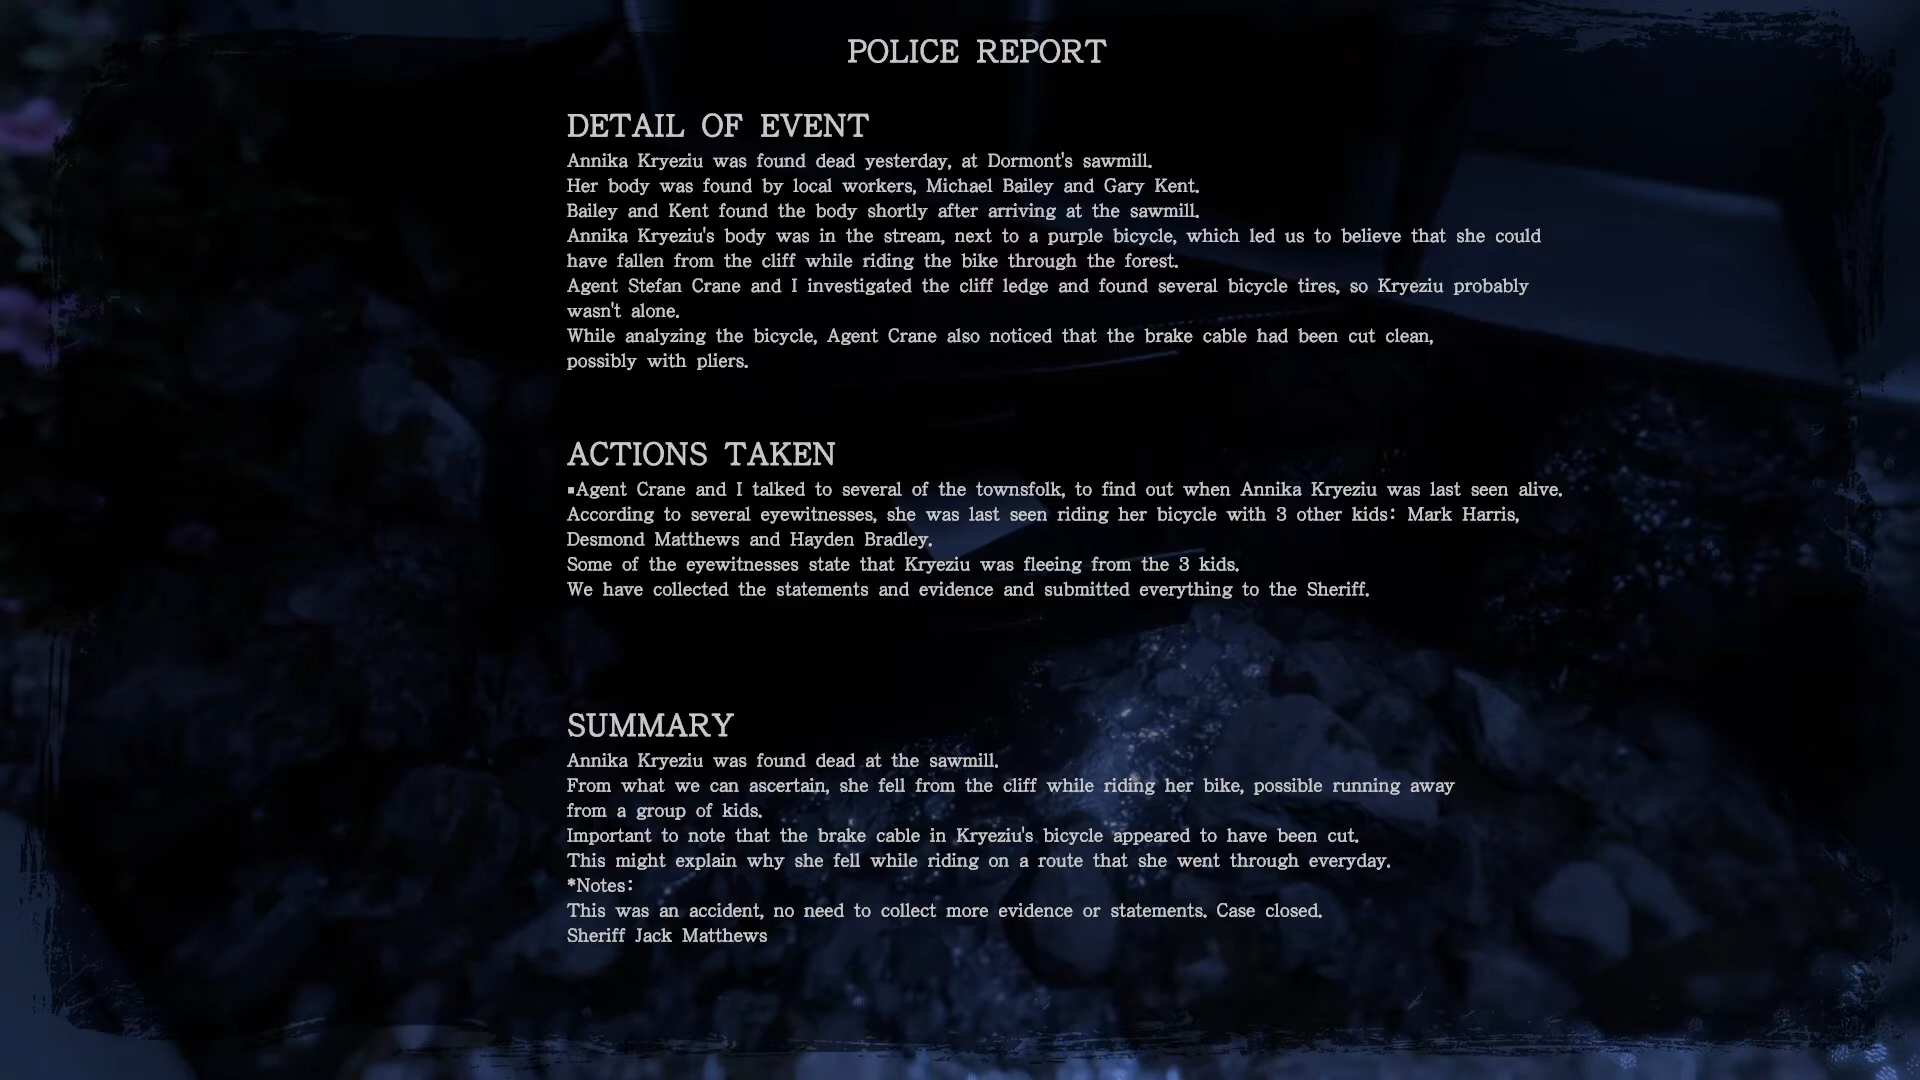 POLICE REPORT
DETAIL OF EVENT
Annika Kryeziu was found dead yesterday, at Dormont's sawmill.
Her body was found by local workers, Michael Bailey and Gary Kent.
Bailey and Kent found the body shortly after arriving at the sawmill.
Annika Kryeziu's body was in the stream, next to a purple bicycle, which led us to believe that she could
have fallen from the cliff while riding the bike through the forest.
Agent Stefan Crane and I investigated the cliff ledge and found several bicycle tires, so Kryeziu probably
wasn't alone.
While analyzing the bicycle, Agent Crane also noticed that the brake cable had been cut clean,
possibly with pliers.
ACTIONS TAKEN
▪Agent Crane and I talked to several of the townsfolk, to find out when Annika Kryeziu was last seen alive.
According to several eyewitnesses, she was last seen riding her bicycle with 3 other kids: Mark Harris,
Desmond Matthews and Hayden Bradley.
Some of the eyewitnesses state that Kryeziu was fleeing from the 3 kids.
We have collected the statements and evidence and submitted everything to the Sheriff.
SUMMARY
Annika Kryeziu was found dead at the sawmill.
From what we can ascertain, she fell from the cliff while riding her bike, possible running away
from a group of kids.
Important to note that the brake cable in Kryeziu's bicycle appeared to have been cut.
This might explain why she fell while riding on a route that she went through everyday.
*Notes:
This was an accident, no need to collect more evidence or statements. Case closed.
Sheriff Jack Matthews